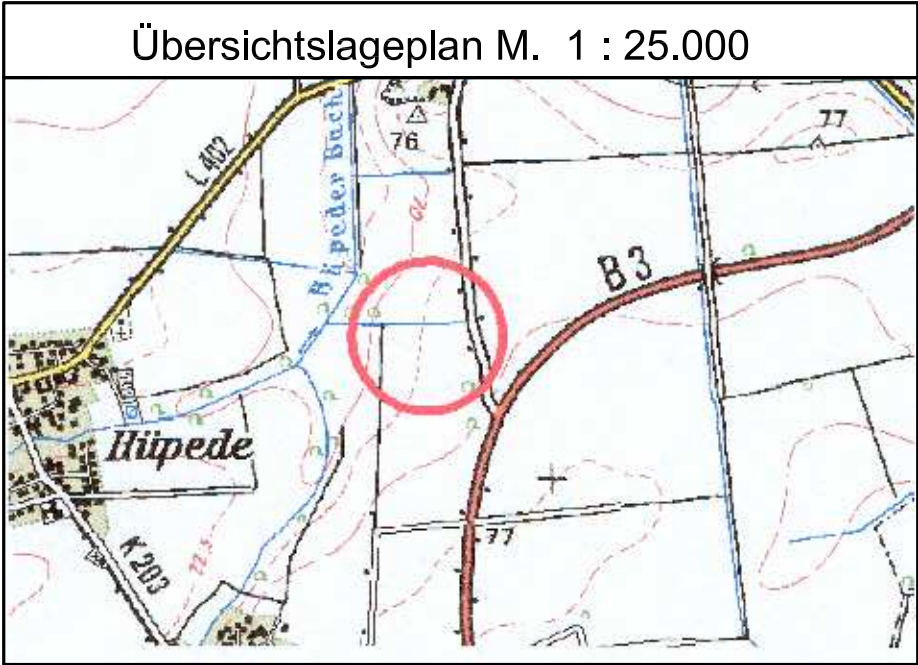 Übersichtslageplan M. 1 : 25.000
L 402
Hüpeder Bach
76
77
B 3
Hüpede
K 203
77